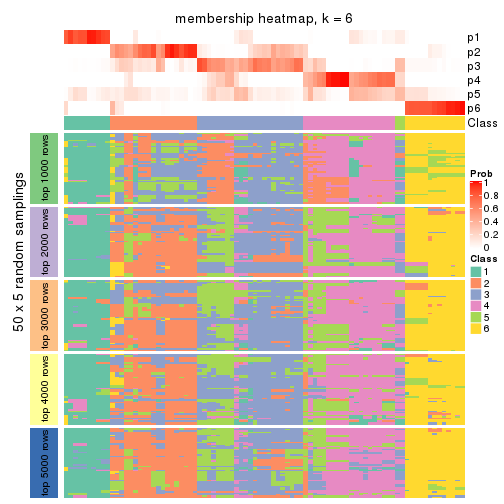 membership heatmap, k = 6
p1
p2
p3
p4
p5
p6
Class
50 x 5 random samplings
top 1000 rows
top 2000 rows
top 3000 rows
top 4000 rows
top 5000 rows
Prob
1
0.8
0.6
0.4
0.2
0
Class
1
2
3
4
5
6